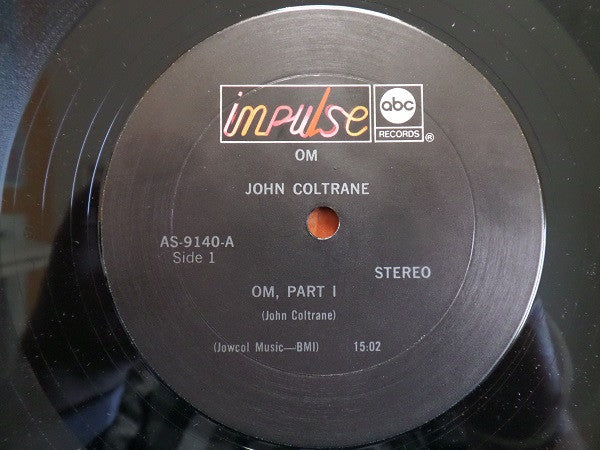 impulse
abc
RECORDS ®
OM
JOHN COLTRANE
AS-9140-A
Side 1
STEREO
OM, PART I
(John Coltrane)
(Jowcol Music—BMI) 15:02